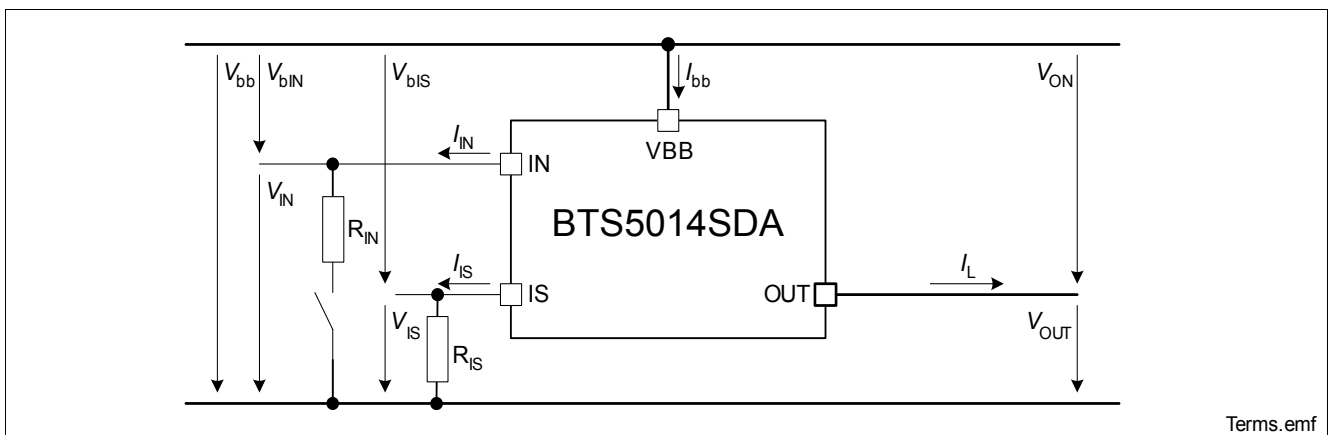 Vbb
VbIN
VbIS
Ibb
VON
IIN
IN
VBB
VIN
RIN
BTS5014SDA
IIS
IS
OUT
IL
VIS
RIS
VOUT
Terms.emf